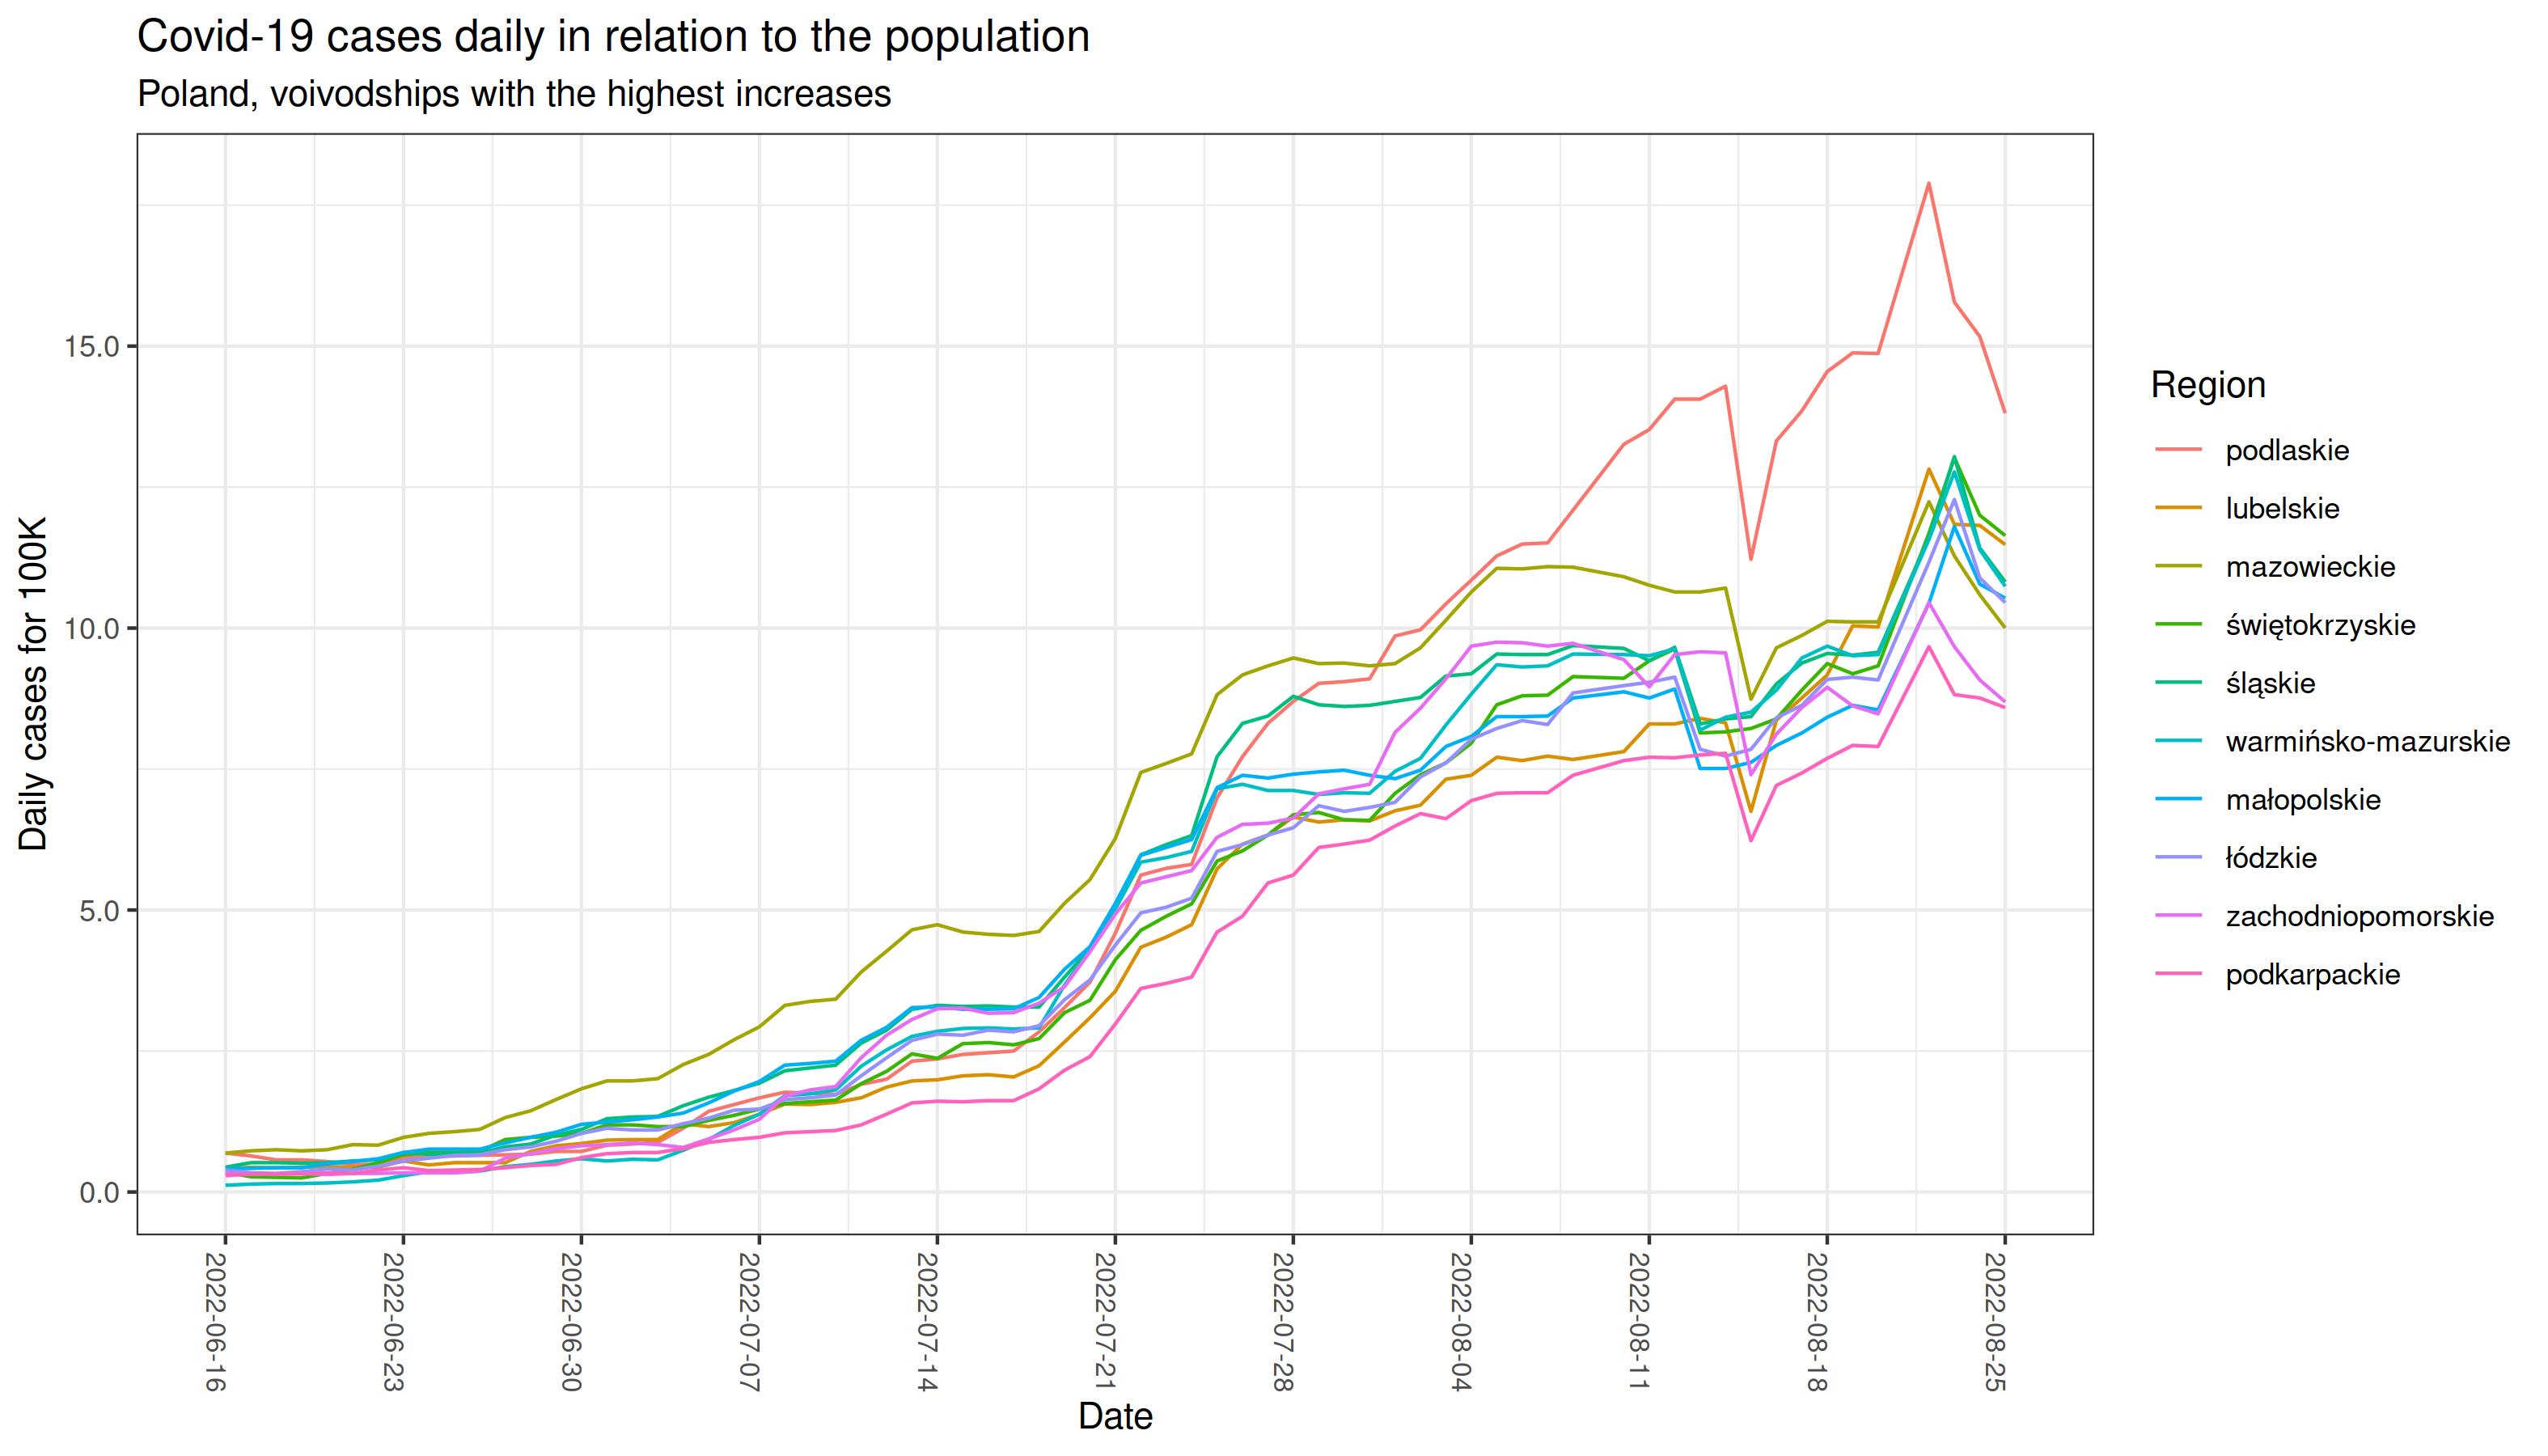 Covid-19 cases daily in relation to the population
Poland, voivodships with the highest increases
Daily cases for 100K
15.0
10.0
5.0
0.0
2022-06-16
2022-06-23
2022-06-30
2022-07-07
2022-07-14
2022-07-21
2022-07-28
2022-08-04
2022-08-11
2022-08-18
2022-08-25
Date
Region
podlaskie
lubelskie
mazowieckie
świętokrzyskie
śląskie
warmińsko-mazurskie
małopolskie
łódzkie
zachodniopomorskie
podkarpackie